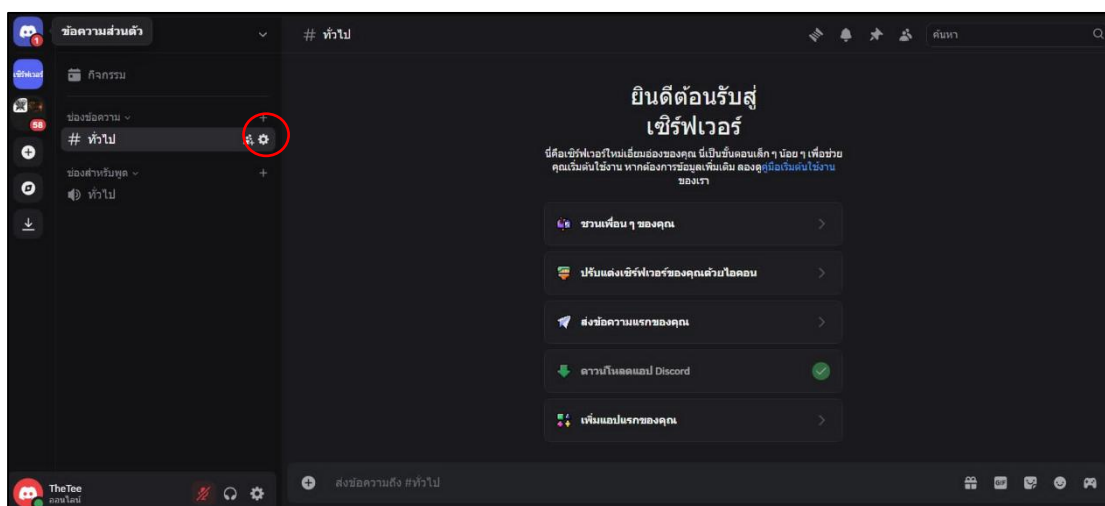 ข้อความส่วนตัว
# ทั่วไป
ค้นหา
1
เซิร์ฟเวอร์
กิจกรรม
58
ช่องข้อความ
# ทั่วไป
ช่องสำหรับพูด
ทั่วไป
ยินดีต้อนรับสู่
เซิร์ฟเวอร์
นี่คือเซิร์ฟเวอร์ใหม่เอี่ยมอ่องของคุณ นี่เป็นขั้นตอนเล็ก ๆ น้อย ๆ เพื่อช่วย
คุณเริ่มต้นใช้งาน หากต้องการข้อมูลเพิ่มเติม ลองดูคู่มือเริ่มต้นใช้งาน
ของเรา
ชวนเพื่อน ๆ ของคุณ
ปรับแต่งเซิร์ฟเวอร์ของคุณด้วยไอคอน
ส่งข้อความแรกของคุณ
ดาวน์โหลดแอป Discord
เพิ่มแอปแรกของคุณ
TheTee
ออนไลน์
ส่งข้อความถึง #ทั่วไป
GIF